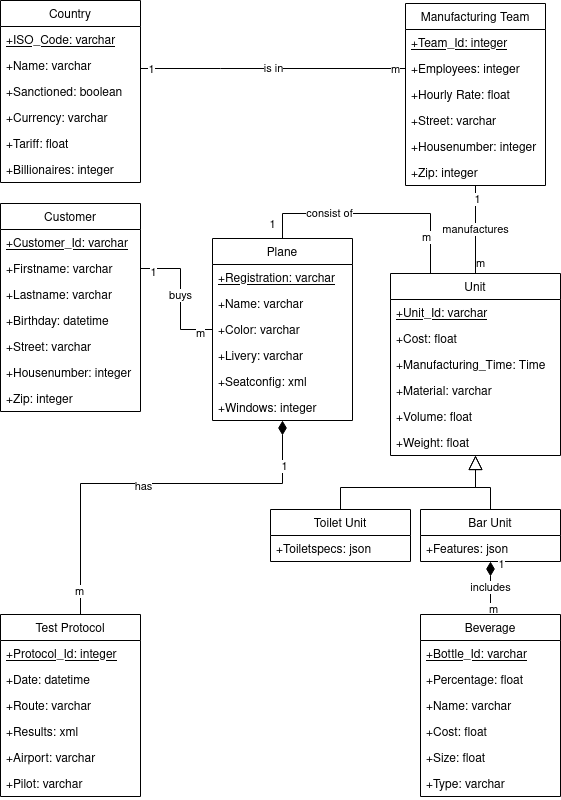 Country
+ISO_Code: varchar
+Name: varchar
+Sanctioned: boolean
+Currency: varchar
+Tariff: float
+Billionaires: integer
1
is in
m
Manufacturing Team
+Team_Id: integer
+Employees: integer
+Hourly Rate: float
+Street: varchar
+Housenumber: integer
+Zip: integer
1
manufactures
m
Customer
+Customer_Id: varchar
+Firstname: varchar
+Lastname: varchar
+Birthday: datetime
+Street: varchar
+Housenumber: integer
+Zip: integer
1
buys
m
1
consist of
m
Plane
+Registration: varchar
+Name: varchar
+Color: varchar
+Livery: varchar
+Seatconfig: xml
+Windows: integer
Unit
+Unit_Id: varchar
+Cost: float
+Manufacturing_Time: Time
+Material: varchar
+Volume: float
+Weight: float
1
has
m
Toilet Unit
+Toiletspecs: json
Bar Unit
+Features: json
1
includes
m
Test Protocol
+Protocol_Id: integer
+Date: datetime
+Route: varchar
+Results: xml
+Airport: varchar
+Pilot: varchar
Beverage
+Bottle_Id: varchar
+Percentage: float
+Name: varchar
+Cost: float
+Size: float
+Type: varchar